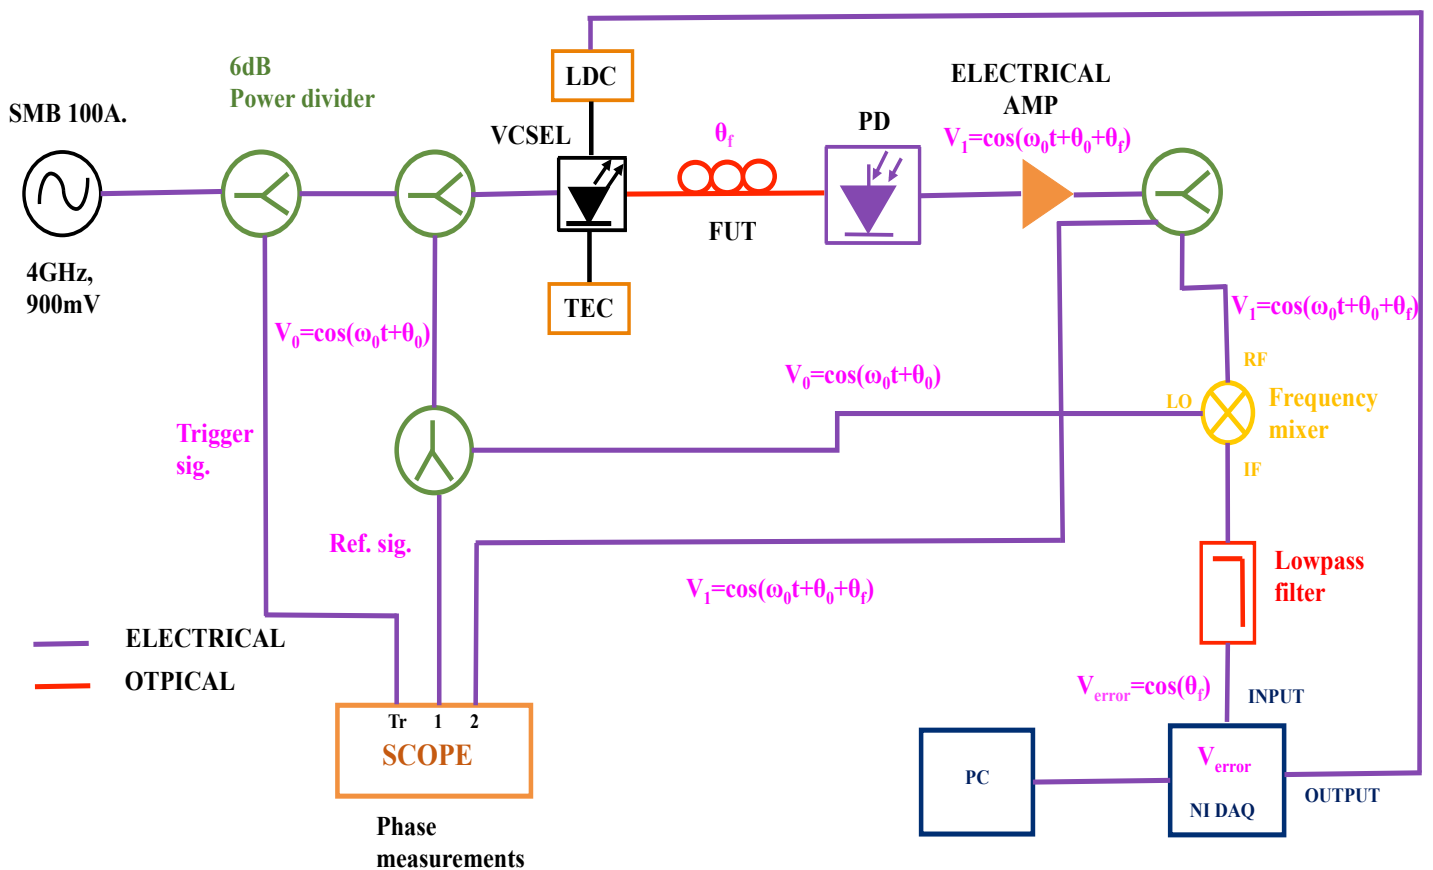 6dB
Power divider
SMB 100A.
4GHz,
900mV
LDC
VCSEL
TEC
θf
FUT
PD
ELECTRICAL
AMP
V1=cos(ω0t+θ0+θf)
V0=cos(ω0t+θ0)
V0=cos(ω0t+θ0)
V1=cos(ω0t+θ0+θf)
RF
LO
Frequency
mixer
IF
Trigger
sig.
Ref. sig.
V1=cos(ω0t+θ0+θf)
Lowpass
filter
ELECTRICAL
OTPICAL
Verror=cos(θf)
INPUT
Tr 1 2
SCOPE
Phase
measurements
PC
Verror
NI DAQ
OUTPUT